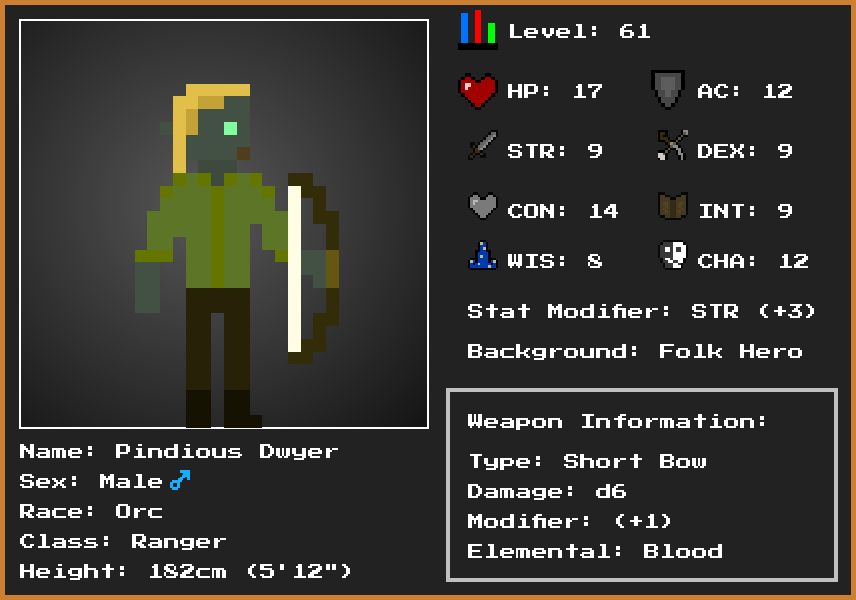 Level: 61
HP: 17
AC: 12
STR: 9
DEX: 9
CON: 14
INT: 9
WIS: 8
CHA: 12
Stat Modifier: STR (+3)
Background: Folk Hero
Weapon Information:
Type: Short Bow
Damage: d6
Modifier: (+1)
Elemental: Blood
Name: Pindious Dwyer
Sex: Male♂
Race: Orc
Class: Ranger
Height: 182cm (5'12")